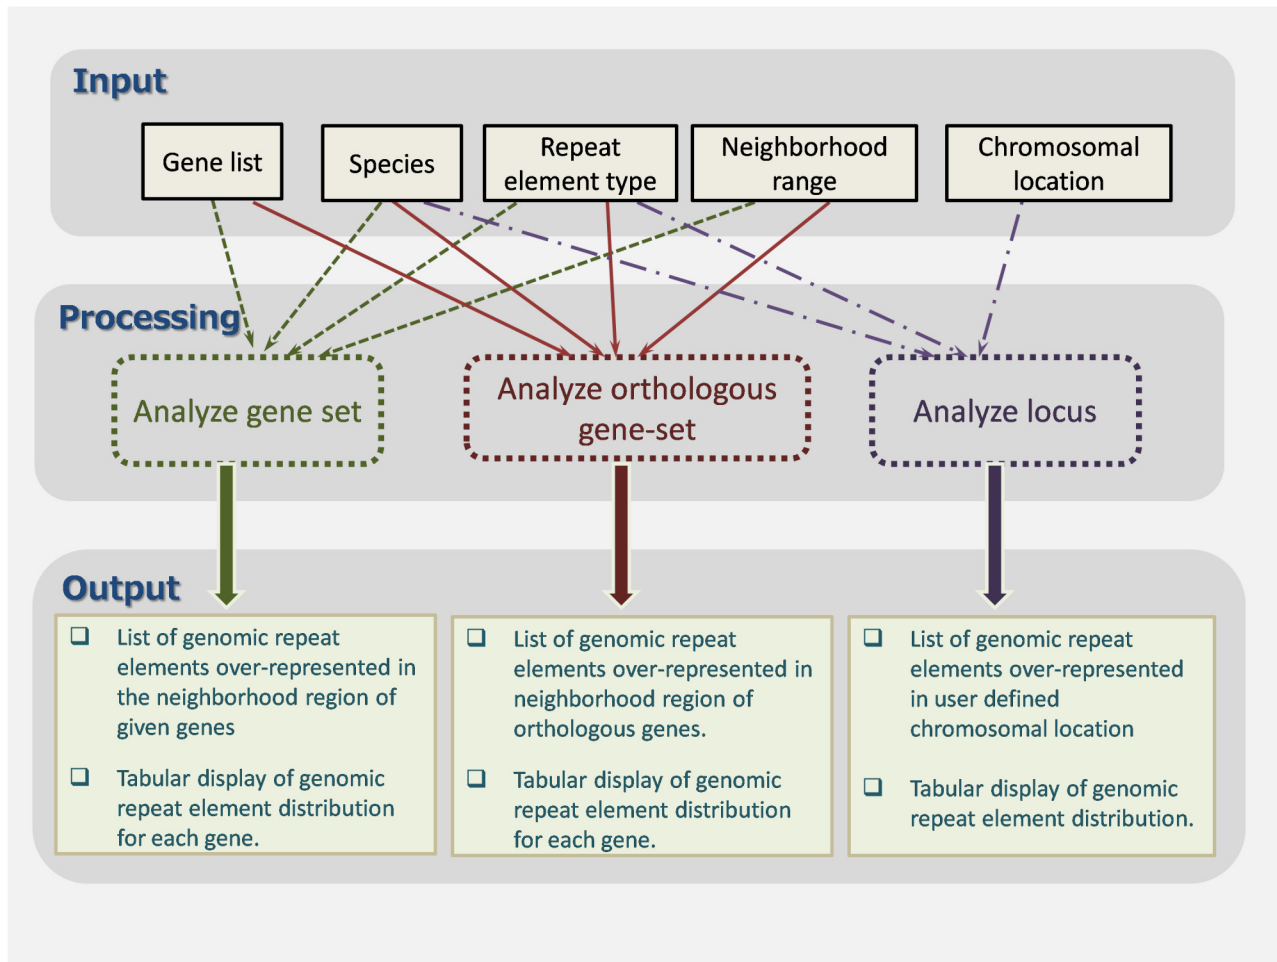 Input
Gene list
Species
Repeat
element type
Neighborhood
range
Chromosomal
location
Processing
Analyze gene set
Analyze orthologous
gene-set
Analyze locus
Output
List of genomic repeat
elements over-represented in
the neighborhood region of
given genes
Tabular display of genomic
repeat element distribution
for each gene.
List of genomic repeat
elements over-represented in
neighborhood region of
orthologous genes.
Tabular display of genomic
repeat element distribution
for each gene.
List of genomic repeat
elements over-represented
in user defined
chromosomal location
Tabular display of genomic
repeat element distribution.